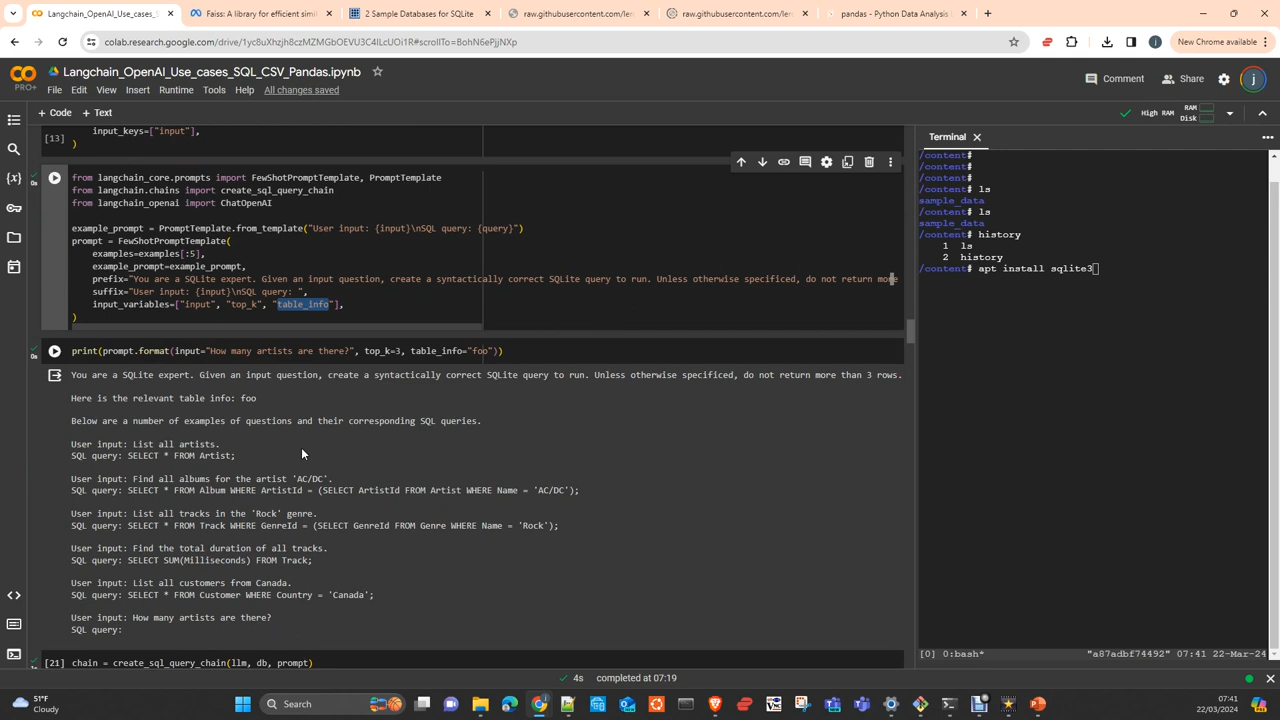 Langchain_OpenAI_Use_cases_
Faiss: A library for efficient simil
2 Sample Databases for SQLite
raw.githubusercontent.com/len
raw.githubusercontent.com/len
pandas - Python Data Analysis
colab.research.google.com/drive/1yc8uXhzjh8czMZMGbOEVU3C4ILcUOi1R#scrollTo=BohN6ePjjNXp
New Chrome available
CO
PRO+
Langchain_OpenAI_Use_cases_SQL_CSV_Pandas.ipynb
File Edit View Insert Runtime Tools Help All changes saved
Comment Share
j
+ Code + Text
High RAM RAM Disk
[13] input_keys=["input"],
)
from langchain_core.prompts import FewShotPromptTemplate, PromptTemplate
from langchain.chains import create_sql_query_chain
from langchain_openai import ChatOpenAI
example_prompt = PromptTemplate.from_template("User input: {input}\nSQL query: {query}")
prompt = FewShotPromptTemplate(
examples=examples[:5],
example_prompt=example_prompt,
prefix="You are a SQLite expert. Given an input question, create a syntactically correct SQLite query to run. Unless otherwise specificed, do not return more
suffix="User input: {input}\nSQL query: ",
input_variables=["input", "top_k", "table_info"],
)
print(prompt.format(input="How many artists are there?", top_k=3, table_info="foo"))
You are a SQLite expert. Given an input question, create a syntactically correct SQLite query to run. Unless otherwise specificed, do not return more than 3 rows.
Here is the relevant table info: foo
Below are a number of examples of questions and their corresponding SQL queries.
User input: List all artists.
SQL query: SELECT * FROM Artist;
User input: Find all albums for the artist 'AC/DC'.
SQL query: SELECT * FROM Album WHERE ArtistId = (SELECT ArtistId FROM Artist WHERE Name = 'AC/DC');
User input: List all tracks in the 'Rock' genre.
SQL query: SELECT * FROM Track WHERE GenreId = (SELECT GenreId FROM Genre WHERE Name = 'Rock');
User input: Find the total duration of all tracks.
SQL query: SELECT SUM(Milliseconds) FROM Track;
User input: List all customers from Canada.
SQL query: SELECT * FROM Customer WHERE Country = 'Canada';
User input: How many artists are there?
SQL query:
[21] chain = create_sql_query_chain(llm, db, prompt)
Terminal
/content#
/content#
/content#
/content# ls
sample_data
/content# ls
sample_data
/content# history
1 ls
2 history
/content# apt install sqlite3
[0] 0:bash* "a87adbf74492" 07:41 22-Mar-24
4s completed at 07:19
51°F
Cloudy
Search
07:41
22/03/2024